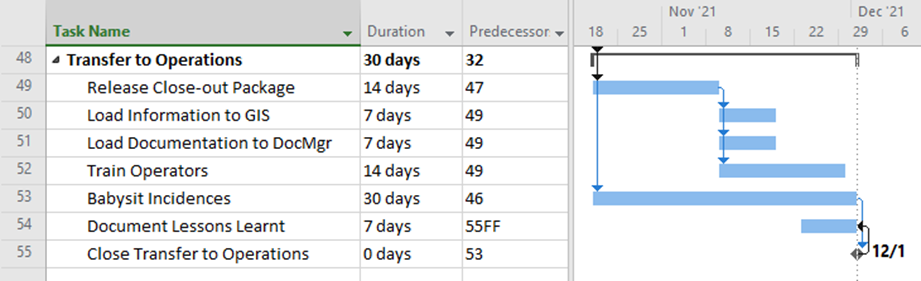 Nov '21 Dec '21
Task Name Duration Predecessor 18 25 1 8 15 22 29 6
48 Transfer to Operations 30 days 32
49 Release Close-out Package 14 days 47
50 Load Information to GIS 7 days 49
51 Load Documentation to DocMgr 7 days 49
52 Train Operators 14 days 49
53 Babysit Incidences 30 days 46
54 Document Lessons Learnt 7 days 55FF
55 Close Transfer to Operations 0 days 53 12/1